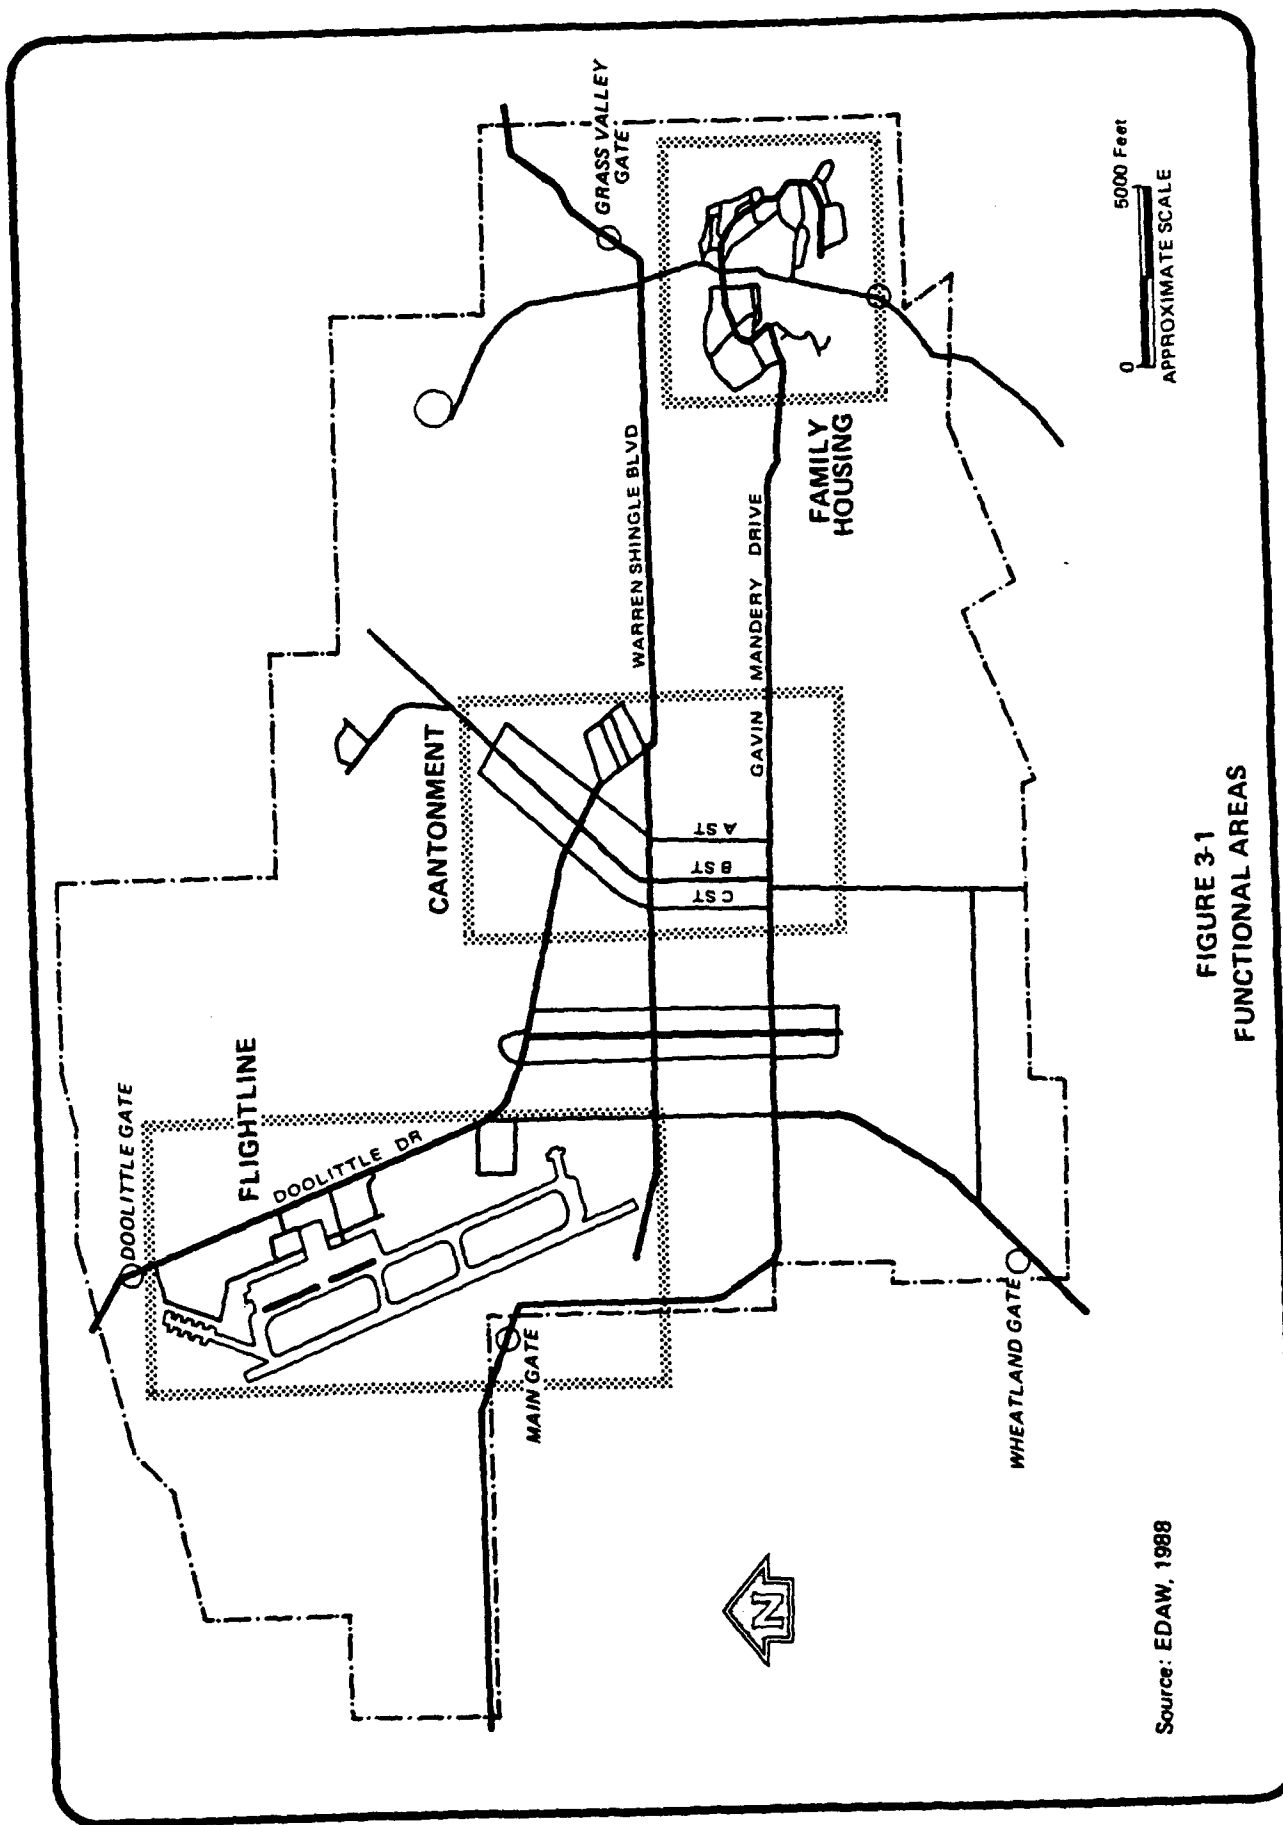 DOOLITTLE GATE
FLIGHTLINE
DOOLITTLE DR
CANTONMENT
GRASS VALLEY
GATE
MAIN GATE
C ST
B ST
A ST
WARREN SHINGLE BLVD
GAVIN MANDERY DRIVE
FAMILY
HOUSING
N
WHEATLAND GATE
0 5000 Feet
APPROXIMATE SCALE
Source: EDAW, 1988
FIGURE 3-1
FUNCTIONAL AREAS